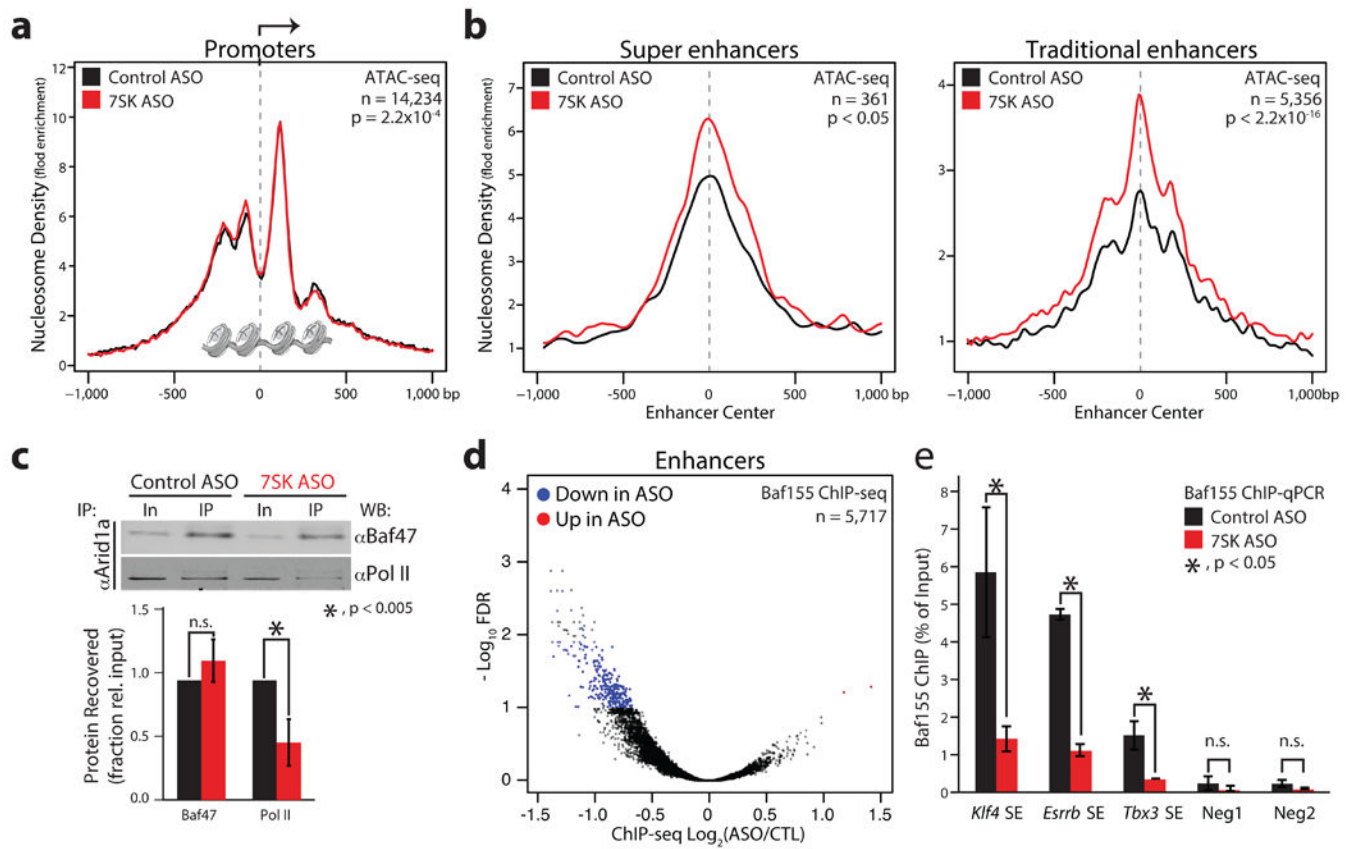 a
Promoters
Control ASO
7SK ASO
ATAC-seq
n = 14,234
p = 2.2x10-4
Nucleosome Density (flod enrichment)
12
10
8
6
4
2
0
−1,000
-500
0
500
1,000 bp
b
Super enhancers
Control ASO
7SK ASO
ATAC-seq
n = 361
p < 0.05
Nucleosome Density (flod enrichment)
7
6
5
4
3
2
1
−1,000
-500
0
500
1,000 bp
Enhancer Center
Traditional enhancers
Control ASO
7SK ASO
ATAC-seq
n = 5,356
p < 2.2x10-16
4
3
2
1
−1,000
-500
0
500
1,000 bp
Enhancer Center
c
Control ASO 7SK ASO
IP: In IP In IP WB:
αArid1a
αBaf47
αPol II
*, p < 0.005
Protein Recovered
(fraction rel. input)
1.5
1.0
0.5
0.0
n.s.
*
Baf47
Pol II
d
Enhancers
Down in ASO
Up in ASO
Baf155 ChIP-seq
n = 5,717
- Log10 FDR
4
3
2
1
0
-1.5
-1.0
-0.5
0
0.5
1.0
1.5
ChIP-seq Log2(ASO/CTL)
e
Baf155 ChIP-qPCR
Control ASO
7SK ASO
*, p < 0.05
Baf155 ChIP (% of Input)
8
7
6
5
4
3
2
1
0
*
*
*
n.s.
n.s.
Klf4 SE
Esrrb SE
Tbx3 SE
Neg1
Neg2